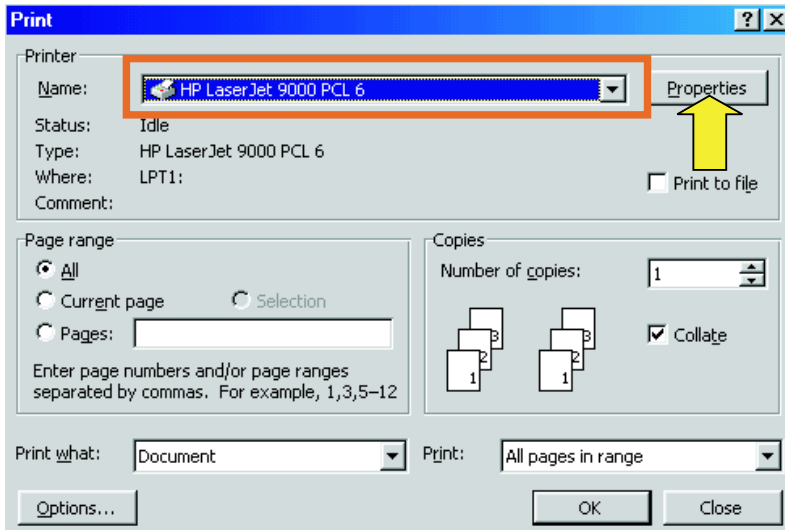 Print
Printer
Name: HP LaserJet 9000 PCL 6 Properties
Status: Idle
Type: HP LaserJet 9000 PCL 6
Where: LPT1:
Comment:
Print to file
Page range
All
Current page Selection
Pages:
Enter page numbers and/or page ranges
separated by commas. For example, 1,3,5–12
Copies
Number of copies: 1
3 3
2 2
1 1
Collate
Print what: Document Print: All pages in range
Options... OK Close